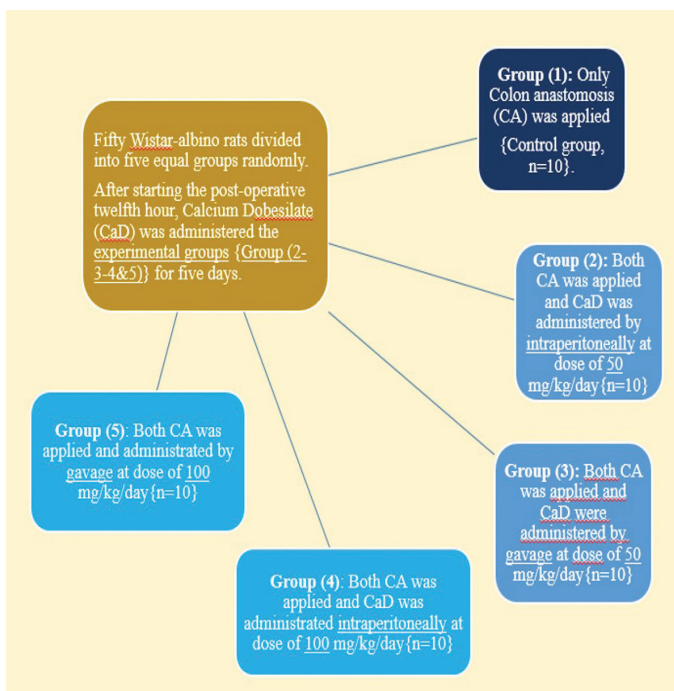 Group (1): Only
Colon anastomosis
(CA) was applied
{Control group,
n=10}.
Fifty Wistar-albino rats divided
into five equal groups randomly.
After starting the post-operative
twelfth hour, Calcium Dobesilate
(CaD) was administered the
experimental groups {Group (2-
3-4&5)} for five days.
Group (2): Both
CA was applied
and CaD was
administered by
intraperitoneally at
dose of 50
mg/kg/day{n=10}
Group (3): Both CA
was applied and
CaD were
administered by
gavage at dose of 50
mg/kg/day{n=10}
Group (5): Both CA was
applied and administrated by
gavage at dose of 100
mg/kg/day{n=10}
Group (4): Both CA was
applied and CaD was
administrated intraperitoneally at
dose of 100 mg/kg/day{n=10}